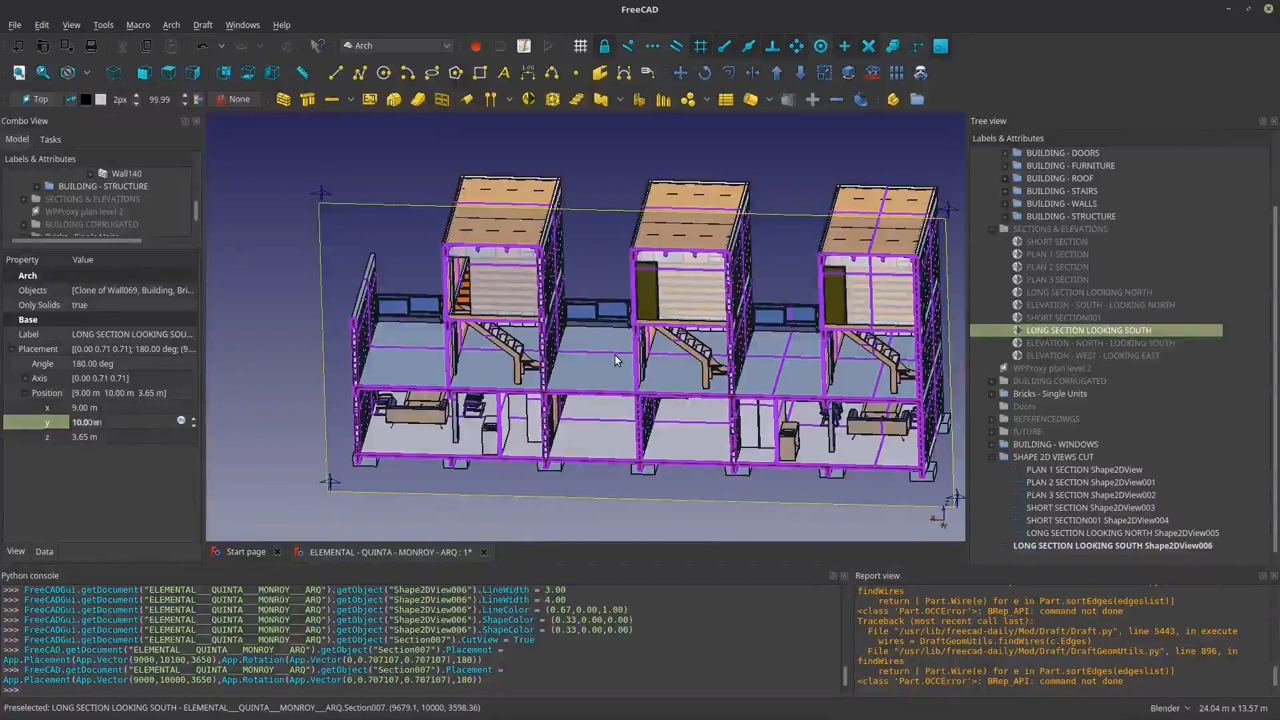 FreeCAD
File Edit View Tools Macro Arch Draft Windows Help
Arch
Top 2px 99.99 None
Combo View
Model Tasks
Labels & Attributes
Wall140
BUILDING - STRUCTURE
SECTIONS & ELEVATIONS
WPProxy plan level 2
BUILDING CORRUGATED
Bricks - Single Units
Property Value
Arch
Objects [Clone of Wall069, Building, Bri...
Only Solids true
Base
Label LONG SECTION LOOKING SOU...
Placement [(0.00 0.71 0.71); 180.00 deg; (9....
Angle 180.00 deg
Axis [0.00 0.71 0.71]
Position [9.00 m 10.00 m 3.65 m]
x 9.00 m
y 10.00 m
z 3.65 m
View Data
Start page ELEMENTAL - QUINTA - MONROY - ARQ : 1*
Tree view
Labels & Attributes
BUILDING - DOORS
BUILDING - FURNITURE
BUILDING - ROOF
BUILDING - STAIRS
BUILDING - WALLS
BUILDING - STRUCTURE
SECTIONS & ELEVATIONS
SHORT SECTION
PLAN 1 SECTION
PLAN 2 SECTION
PLAN 3 SECTION
LONG SECTION LOOKING NORTH
ELEVATION - SOUTH - LOOKING NORTH
SHORT SECTION001
LONG SECTION LOOKING SOUTH
ELEVATION - NORTH - LOOKING SOUTH
ELEVATION - WEST - LOOKING EAST
WPProxy plan level 2
BUILDING CORRUGATED
Bricks - Single Units
Doors
REFERENCEDWG
fUTURE
BUILDING - WINDOWS
SHAPE 2D VIEWS CUT
PLAN 1 SECTION Shape2DView
PLAN 2 SECTION Shape2DView001
PLAN 3 SECTION Shape2DView002
SHORT SECTION Shape2DView003
SHORT SECTION001 Shape2DView004
LONG SECTION LOOKING NORTH Shape2DView005
LONG SECTION LOOKING SOUTH Shape2DView006
Python console
>>> FreeCADGui.getDocument("ELEMENTAL___QUINTA___MONROY___ARQ").getObject("Shape2DView006").LineWidth = 3.00
>>> FreeCADGui.getDocument("ELEMENTAL___QUINTA___MONROY___ARQ").getObject("Shape2DView006").LineWidth = 4.00
>>> FreeCADGui.getDocument("ELEMENTAL___QUINTA___MONROY___ARQ").getObject("Shape2DView006").LineColor = (0.67,0.00,1.00)
>>> FreeCADGui.getDocument("ELEMENTAL___QUINTA___MONROY___ARQ").getObject("Shape2DView006").ShapeColor = (0.33,0.00,0.00)
>>> FreeCADGui.getDocument("ELEMENTAL___QUINTA___MONROY___ARQ").getObject("Shape2DView006").ShapeColor = (0.33,0.00,0.00)
>>> FreeCADGui.getDocument("ELEMENTAL___QUINTA___MONROY___ARQ").getObject("Section007").CutView = True
>>> FreeCAD.getDocument("ELEMENTAL___QUINTA___MONROY___ARQ").getObject("Section007").Placement =
App.Placement(App.Vector(9000,10100,3650),App.Rotation(App.Vector(0,0.707107,0.707107),180))
>>> FreeCAD.getDocument("ELEMENTAL___QUINTA___MONROY___ARQ").getObject("Section007").Placement =
App.Placement(App.Vector(9000,10000,3650),App.Rotation(App.Vector(0,0.707107,0.707107),180))
>>>
Report view
findWires
return [ Part.Wire(e) for e in Part.sortEdges(edgeslist)]
<class 'Part.OCCError'>: BRep_API: command not done
Traceback (most recent call last):
File "/usr/lib/freecad-daily/Mod/Draft/Draft.py", line 5443, in execute
wires = DraftGeomUtils.findWires(c.Edges)
File "/usr/lib/freecad-daily/Mod/Draft/DraftGeomUtils.py", line 896, in
findWires
return [ Part.Wire(e) for e in Part.sortEdges(edgeslist)]
<class 'Part.OCCError'>: BRep_API: command not done
Preselected: LONG SECTION LOOKING SOUTH - ELEMENTAL___QUINTA___MONROY___ARQ.Section007. (9679.1, 10000, 3598.36)
Blender 24.04 m x 13.57 m